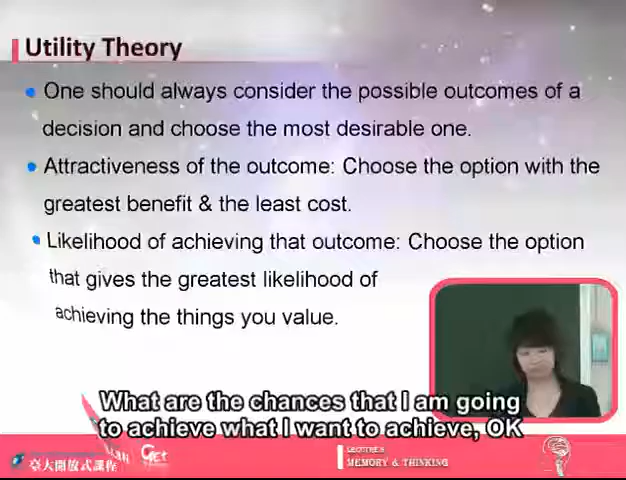 Utility Theory
One should always consider the possible outcomes of a
decision and choose the most desirable one.
Attractiveness of the outcome: Choose the option with the
greatest benefit & the least cost.
Likelihood of achieving that outcome: Choose the option
that gives the greatest likelihood of
achieving the things you value.
What are the chances that I am going
to achieve what I want to achieve, OK
臺大開放式課程
MEMORY & THINKING